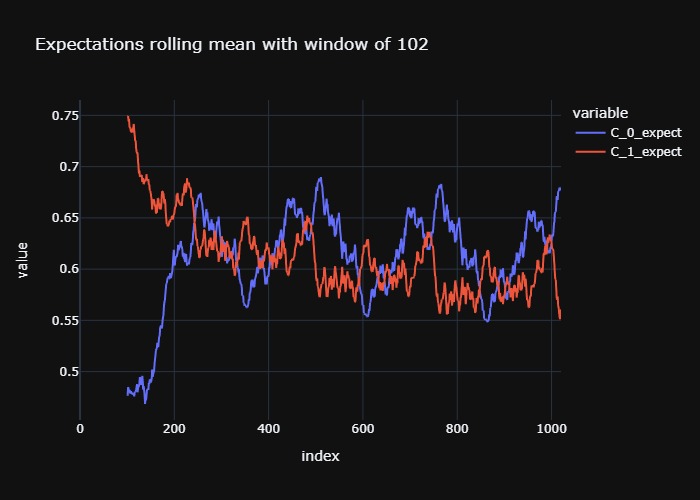 Expectations rolling mean with window of 102
variable
C_0_expect
C_1_expect
0.75
0.7
0.65
0.6
0.55
0.5
value
0 200 400 600 800 1000
index